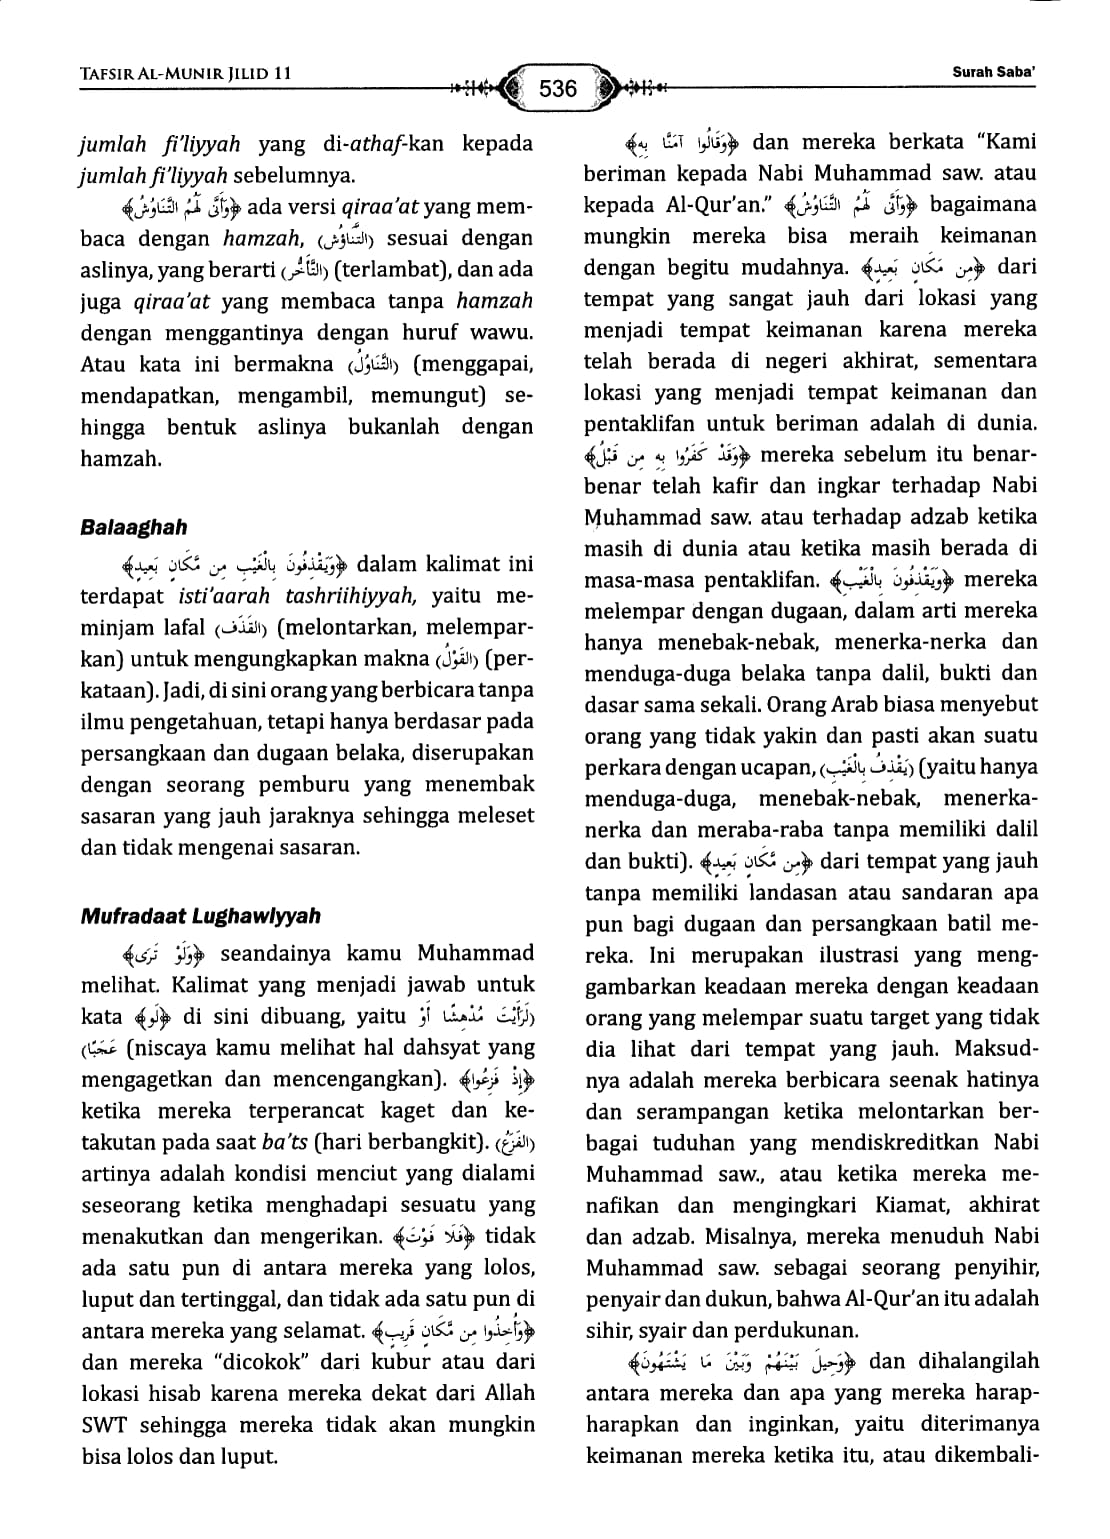 TAFSIR AL-MUNIR JILID 11
536
Surah Saba'
jumlah fi'liyyah yang di-athaf-kan kepada
jumlah fi'liyyah sebelumnya.
﴿وَأَنَّى لَهُمُ التَّنَاوُشُ﴾ ada versi qiraa'at yang mem-
baca dengan hamzah, (التَّنَاؤُش) sesuai dengan
aslinya, yang berarti (التَّأَخُّر) (terlambat), dan ada
juga qiraa'at yang membaca tanpa hamzah
dengan menggantinya dengan huruf wawu.
Atau kata ini bermakna (التَّنَاوُلُ) (menggapai,
mendapatkan, mengambil, memungut) se-
hingga bentuk aslinya bukanlah dengan
hamzah.
Balaaghah
﴿وَيَقْذِفُونَ بِالْغَيْبِ مِن مَّكَانٍ بَعِيدٍ﴾ dalam kalimat ini
terdapat isti'aarah tashriihiyyah, yaitu me-
minjam lafal (القَذَف) (melontarkan, melempar-
kan) untuk mengungkapkan makna (القَوْلُ) (per-
kataan). Jadi, di sini orang yang berbicara tanpa
ilmu pengetahuan, tetapi hanya berdasar pada
persangkaan dan dugaan belaka, diserupakan
dengan seorang pemburu yang menembak
sasaran yang jauh jaraknya sehingga meleset
dan tidak mengenai sasaran.
Mufradaat Lughawiyyah
﴿وَلَوْ تَرَى﴾ seandainya kamu Muhammad
melihat. Kalimat yang menjadi jawab untuk
kata ﴿لَو﴾ di sini dibuang, yaitu (لَرَأَيْتَ مُدْهِشًا أَوْ
عَجَبًا) (niscaya kamu melihat hal dahsyat yang
mengagetkan dan mencengangkan). ﴿إِذْ فَزِعُوا﴾
ketika mereka terperancat kaget dan ke-
takutan pada saat ba'ts (hari berbangkit). (الفَزَعُ)
artinya adalah kondisi menciut yang dialami
seseorang ketika menghadapi sesuatu yang
menakutkan dan mengerikan. ﴿فَلَا فَوْتَ﴾ tidak
ada satu pun di antara mereka yang lolos,
luput dan tertinggal, dan tidak ada satu pun di
antara mereka yang selamat. ﴿وَأُخِذُوا مِن مَّكَانٍ قَرِيبٍ﴾
dan mereka “dicokok” dari kubur atau dari
lokasi hisab karena mereka dekat dari Allah
SWT sehingga mereka tidak akan mungkin
bisa lolos dan luput.
﴿وَقَالُوا آمَنَّا بِهِ﴾ dan mereka berkata “Kami
beriman kepada Nabi Muhammad saw. atau
kepada Al-Qur'an.” ﴿وَأَنَّى لَهُمُ التَّنَاوُشُ﴾ bagaimana
mungkin mereka bisa meraih keimanan
dengan begitu mudahnya. ﴿مِن مَّكَانٍ بَعِيدٍ﴾ dari
tempat yang sangat jauh dari lokasi yang
menjadi tempat keimanan karena mereka
telah berada di negeri akhirat, sementara
lokasi yang menjadi tempat keimanan dan
pentaklifan untuk beriman adalah di dunia.
﴿وَقَدْ كَفَرُوا بِهِ مِن قَبْلُ﴾ mereka sebelum itu benar-
benar telah kafir dan ingkar terhadap Nabi
Muhammad saw. atau terhadap adzab ketika
masih di dunia atau ketika masih berada di
masa-masa pentaklifan. ﴿وَيَقْذِفُونَ بِالْغَيْبِ﴾ mereka
melempar dengan dugaan, dalam arti mereka
hanya menebak-nebak, menerka-nerka dan
menduga-duga belaka tanpa dalil, bukti dan
dasar sama sekali. Orang Arab biasa menyebut
orang yang tidak yakin dan pasti akan suatu
perkara dengan ucapan, (يَقْذِفُ بِالْغَيْبِ) (yaitu hanya
menduga-duga, menebak-nebak, menerka-
nerka dan meraba-raba tanpa memiliki dalil
dan bukti). ﴿مِن مَّكَانٍ بَعِيدٍ﴾ dari tempat yang jauh
tanpa memiliki landasan atau sandaran apa
pun bagi dugaan dan persangkaan batil me-
reka. Ini merupakan ilustrasi yang meng-
gambarkan keadaan mereka dengan keadaan
orang yang melempar suatu target yang tidak
dia lihat dari tempat yang jauh. Maksud-
nya adalah mereka berbicara seenak hatinya
dan serampangan ketika melontarkan ber-
bagai tuduhan yang mendiskreditkan Nabi
Muhammad saw., atau ketika mereka me-
nafikan dan mengingkari Kiamat, akhirat
dan adzab. Misalnya, mereka menuduh Nabi
Muhammad saw. sebagai seorang penyihir,
penyair dan dukun, bahwa Al-Qur'an itu adalah
sihir, syair dan perdukunan.
﴿وَحِيلَ بَيْنَهُمْ وَبَيْنَ مَا يَشْتَهُونَ﴾ dan dihalangilah
antara mereka dan apa yang mereka harap-
harapkan dan inginkan, yaitu diterimanya
keimanan mereka ketika itu, atau dikembali-